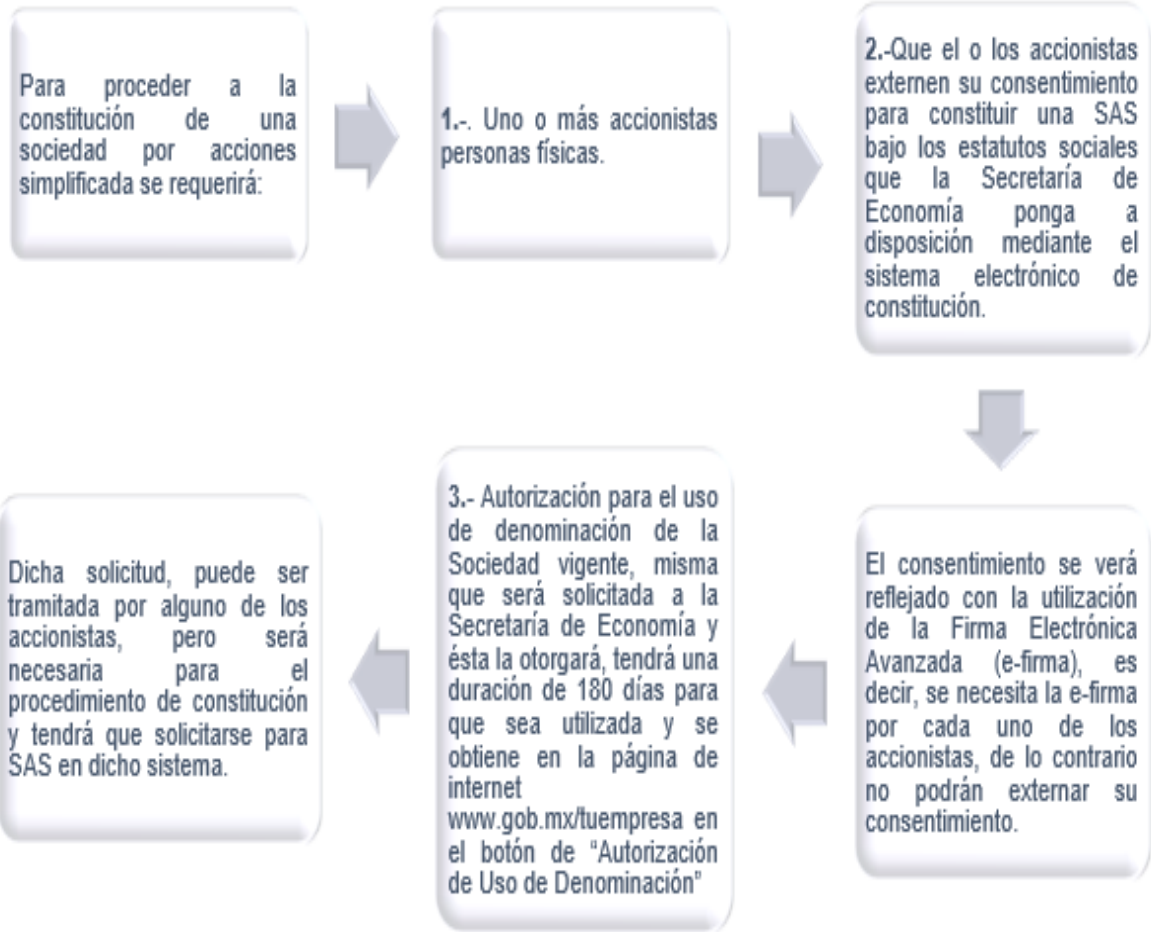 Para proceder a la
constitución de una
sociedad por acciones
simplificada se requerirá:
1.-. Uno o más accionistas
personas físicas.
2.-Que el o los accionistas
externen su consentimiento
para constituir una SAS
bajo los estatutos sociales
que la Secretaría de
Economía ponga a
disposición mediante el
sistema electrónico de
constitución.
El consentimiento se verá
reflejado con la utilización
de la Firma Electrónica
Avanzada (e-firma), es
decir, se necesita la e-firma
por cada uno de los
accionistas, de lo contrario
no podrán externar su
consentimiento.
3.- Autorización para el uso
de denominación de la
Sociedad vigente, misma
que será solicitada a la
Secretaría de Economía y
ésta la otorgará, tendrá una
duración de 180 días para
que sea utilizada y se
obtiene en la página de
internet
www.gob.mx/tuempresa en
el botón de “Autorización
de Uso de Denominación”
Dicha solicitud, puede ser
tramitada por alguno de los
accionistas, pero será
necesaria para el
procedimiento de constitución
y tendrá que solicitarse para
SAS en dicho sistema.